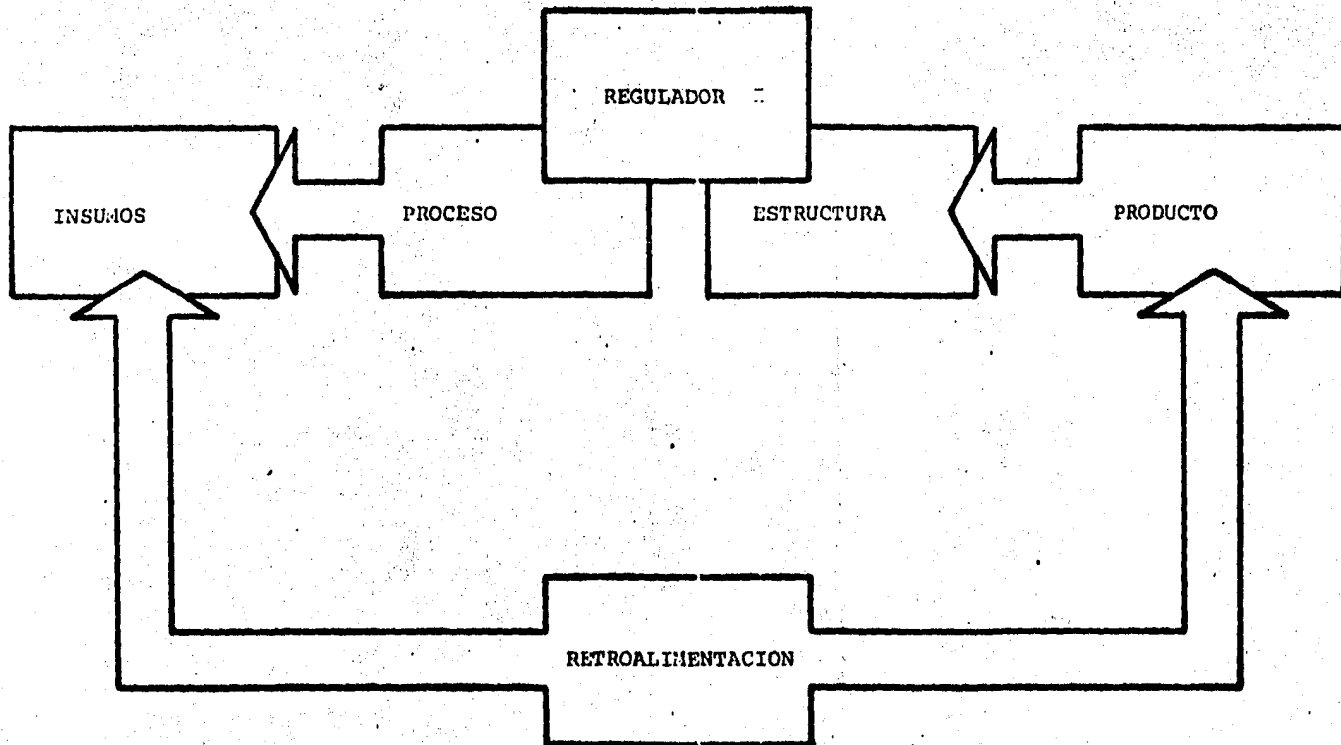 REGULADOR
INSUMOS
PROCESO
ESTRUCTURA
PRODUCTO
RETROALIMENTACION